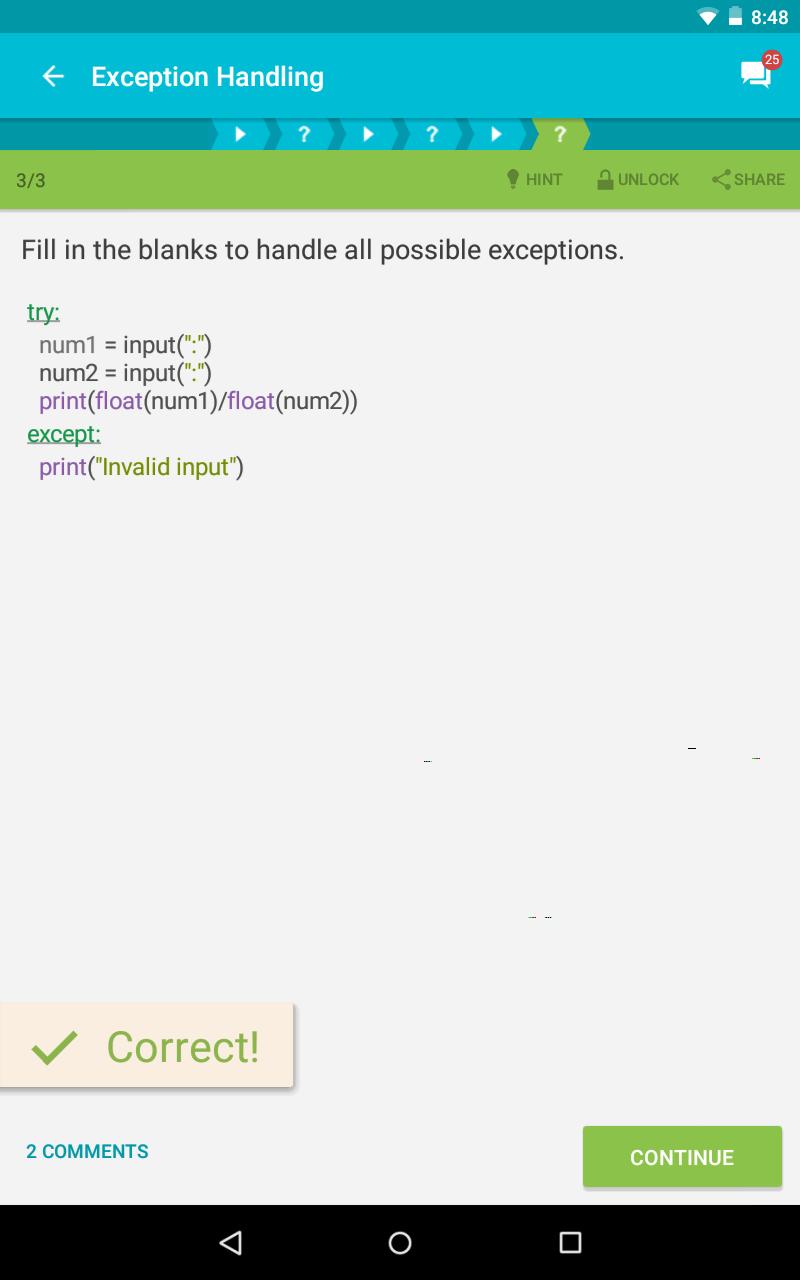 8:48
Exception Handling
25
? ? ?
3/3 HINT UNLOCK SHARE
Fill in the blanks to handle all possible exceptions.
try:
num1 = input(":")
num2 = input(":")
print(float(num1)/float(num2))
except:
print("Invalid input")
Correct!
2 COMMENTS
CONTINUE